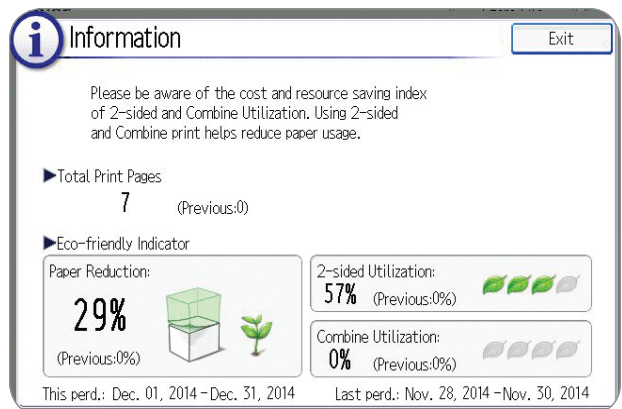 Information
Exit
Please be aware of the cost and resource saving index
of 2-sided and Combine Utilization. Using 2-sided
and Combine print helps reduce paper usage.
▶Total Print Pages
7 (Previous:0)
▶Eco-friendly Indicator
Paper Reduction:
29%
(Previous:0%)
2-sided Utilization:
57% (Previous:0%)
Combine Utilization:
0% (Previous:0%)
This perd.: Dec. 01, 2014-Dec. 31, 2014 Last perd.: Nov. 28, 2014-Nov. 30, 2014